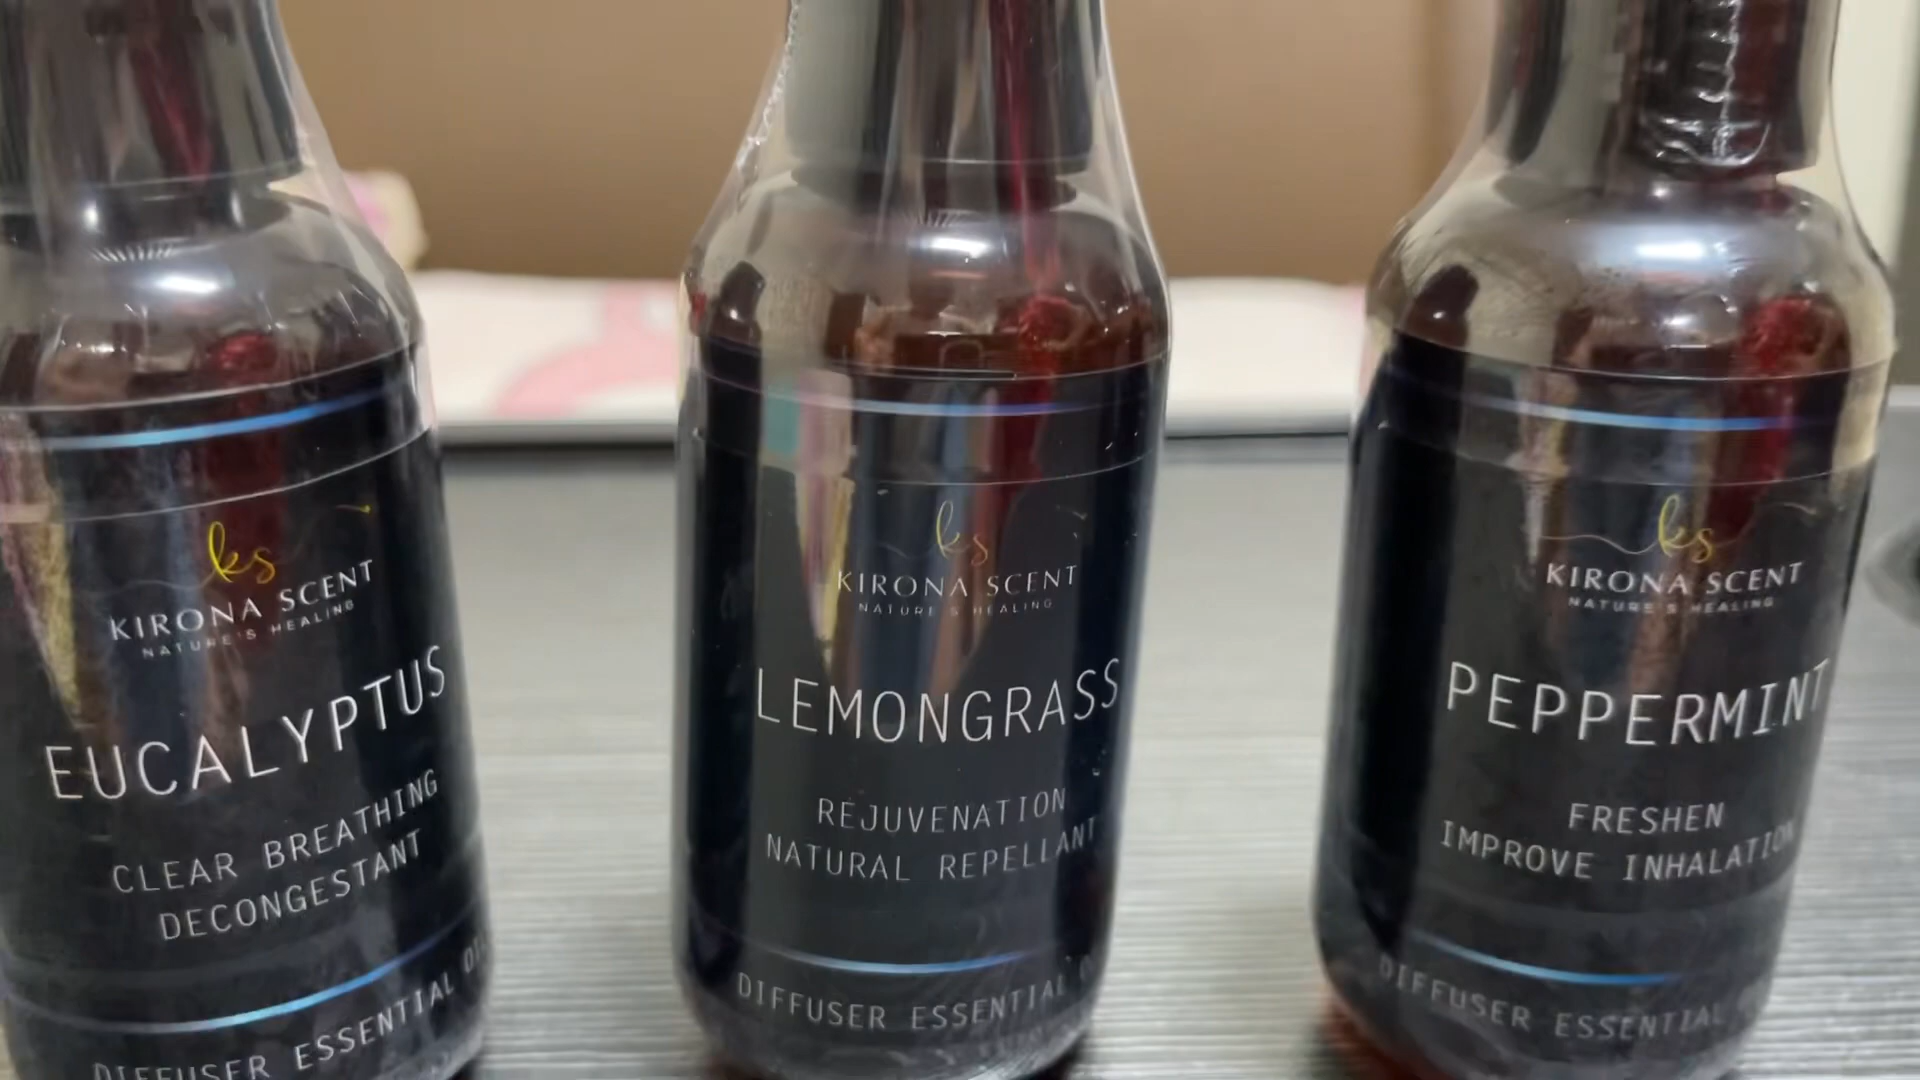 ks
KIRONA SCENT
NATURE'S HEALING
EUCALYPTUS
CLEAR BREATHING
DECONGESTANT
DIFFUSER ESSENTIAL
ks
KIRONA SCENT
NATURE'S HEALING
LEMONGRASS
REJUVENATION
NATURAL REPELLANT
DIFFUSER ESSENTIAL
ks
KIRONA SCENT
NATURE'S HEALING
PEPPERMINT
FRESHEN
IMPROVE INHALATION
DIFFUSER ESSENTIAL